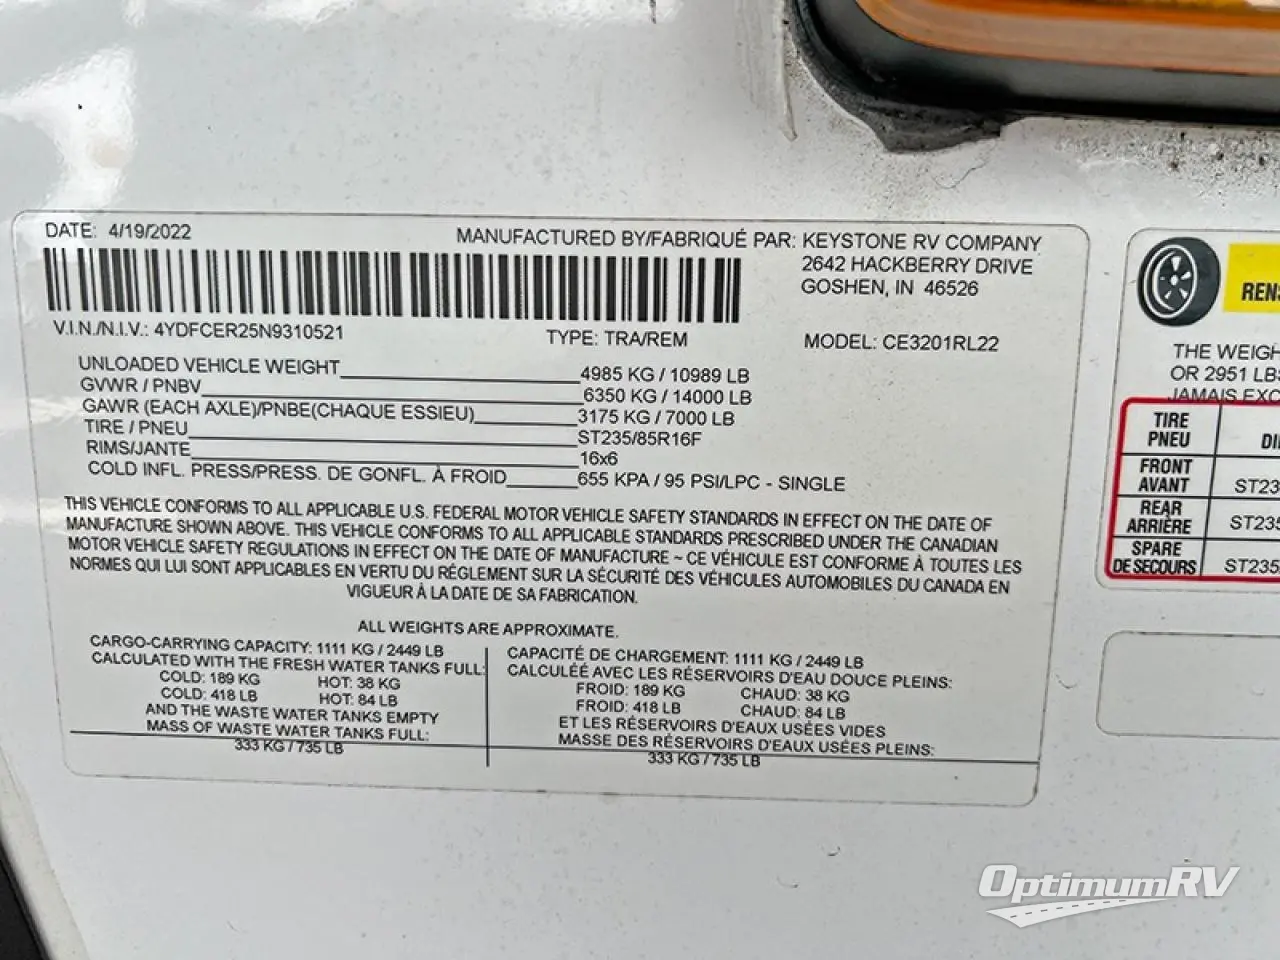 DATE: 4/19/2022
MANUFACTURED BY/FABRIQUÉ PAR: KEYSTONE RV COMPANY
2642 HACKBERRY DRIVE
GOSHEN, IN 46526
V.I.N./N.I.V.: 4YDFCER25N9310521 TYPE: TRA/REM MODEL: CE3201RL22
UNLOADED VEHICLE WEIGHT 4985 KG / 10989 LB
GVWR / PNBV 6350 KG / 14000 LB
GAWR (EACH AXLE)/PNBE(CHAQUE ESSIEU) 3175 KG / 7000 LB
TIRE / PNEU ST235/85R16F
RIMS/JANTE 16x6
COLD INFL. PRESS/PRESS. DE GONFL. À FROID 655 KPA / 95 PSI/LPC - SINGLE
THIS VEHICLE CONFORMS TO ALL APPLICABLE U.S. FEDERAL MOTOR VEHICLE SAFETY STANDARDS IN EFFECT ON THE DATE OF
MANUFACTURE SHOWN ABOVE. THIS VEHICLE CONFORMS TO ALL APPLICABLE STANDARDS PRESCRIBED UNDER THE CANADIAN
MOTOR VEHICLE SAFETY REGULATIONS IN EFFECT ON THE DATE OF MANUFACTURE ~ CE VÉHICULE EST CONFORME À TOUTES LES
NORMES QUI LUI SONT APPLICABLES EN VERTU DU RÉGLEMENT SUR LA SÉCURITÉ DES VÉHICULES AUTOMOBILES DU CANADA EN
VIGUEUR À LA DATE DE SA FABRICATION.
ALL WEIGHTS ARE APPROXIMATE.
CARGO-CARRYING CAPACITY: 1111 KG / 2449 LB
CALCULATED WITH THE FRESH WATER TANKS FULL:
COLD: 189 KG HOT: 38 KG
COLD: 418 LB HOT: 84 LB
AND THE WASTE WATER TANKS EMPTY
MASS OF WASTE WATER TANKS FULL:
333 KG / 735 LB
CAPACITÉ DE CHARGEMENT: 1111 KG / 2449 LB
CALCULÉE AVEC LES RÉSERVOIRS D'EAU DOUCE PLEINS:
FROID: 189 KG CHAUD: 38 KG
FROID: 418 LB CHAUD: 84 LB
ET LES RÉSERVOIRS D'EAUX USÉES VIDES
MASSE DES RÉSERVOIRS D'EAUX USÉES PLEINS:
333 KG / 735 LB
THE
OR 2951 LBS
JAMAIS
TIRE
PNEU
FRONT
AVANT
REAR
ARRIÈRE
SPARE
DE SECOURS
OptimumRV